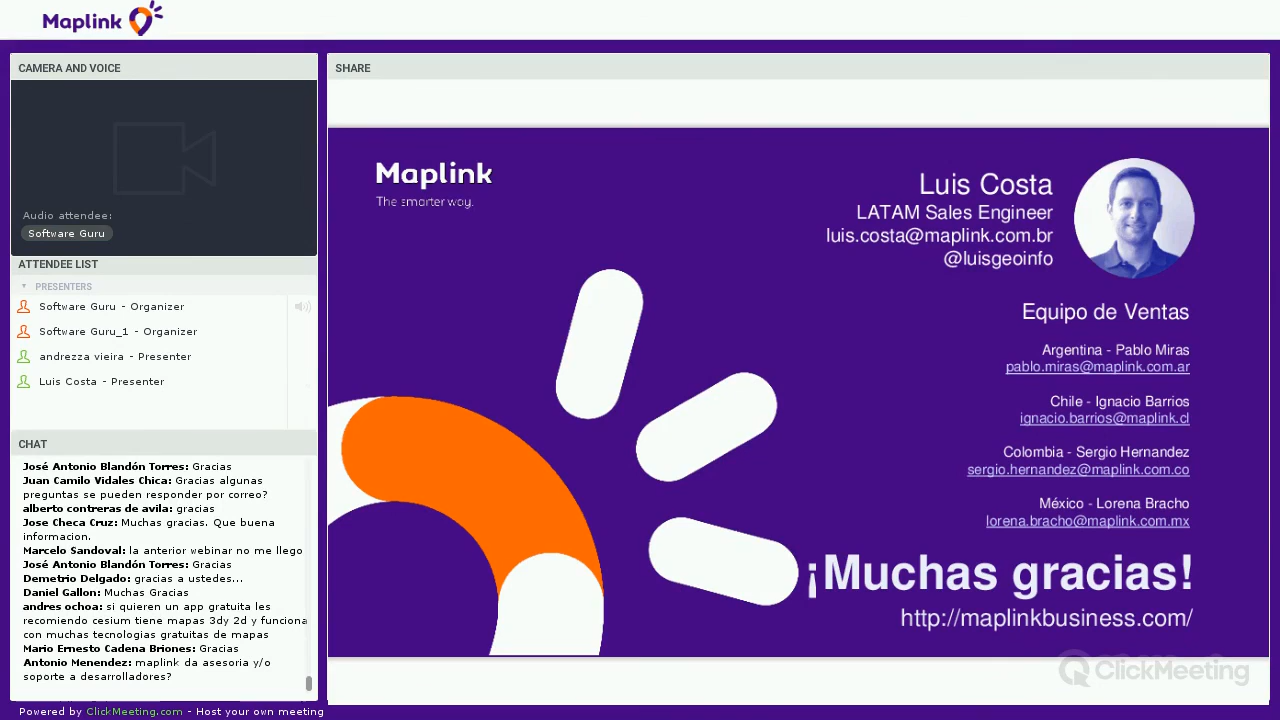 Maplink
CAMERA AND VOICE
Audio attendee:
Software Guru
ATTENDEE LIST
PRESENTERS
Software Guru - Organizer
Software Guru_1 - Organizer
andrezza vieira - Presenter
Luis Costa - Presenter
CHAT
José Antonio Blandón Torres: Gracias
Juan Camilo Vidales Chica: Gracias algunas
preguntas se pueden responder por correo?
alberto contreras de avila: gracias
Jose Checa Cruz: Muchas gracias. Que buena
informacion.
Marcelo Sandoval: la anterior webinar no me llego
José Antonio Blandón Torres: Gracias
Demetrio Delgado: gracias a ustedes...
Daniel Gallon: Muchas Gracias
andres ochoa: si quieren un app gratuita les
recomiendo cesium tiene mapas 3dy 2d y funciona
con muchas tecnologias gratuitas de mapas
Mario Ernesto Cadena Briones: Gracias
Antonio Menendez: maplink da asesoria y/o
soporte a desarrolladores?
Powered by ClickMeeting.com - Host your own meeting
SHARE
Maplink
The smarter way.
Luis Costa
LATAM Sales Engineer
luis.costa@maplink.com.br
@luisgeoinfo
Equipo de Ventas
Argentina - Pablo Miras
pablo.miras@maplink.com.ar
Chile - Ignacio Barrios
ignacio.barrios@maplink.cl
Colombia - Sergio Hernandez
sergio.hernandez@maplink.com.co
México - Lorena Bracho
lorena.bracho@maplink.com.mx
¡Muchas gracias!
http://maplinkbusiness.com/
ClickMeeting